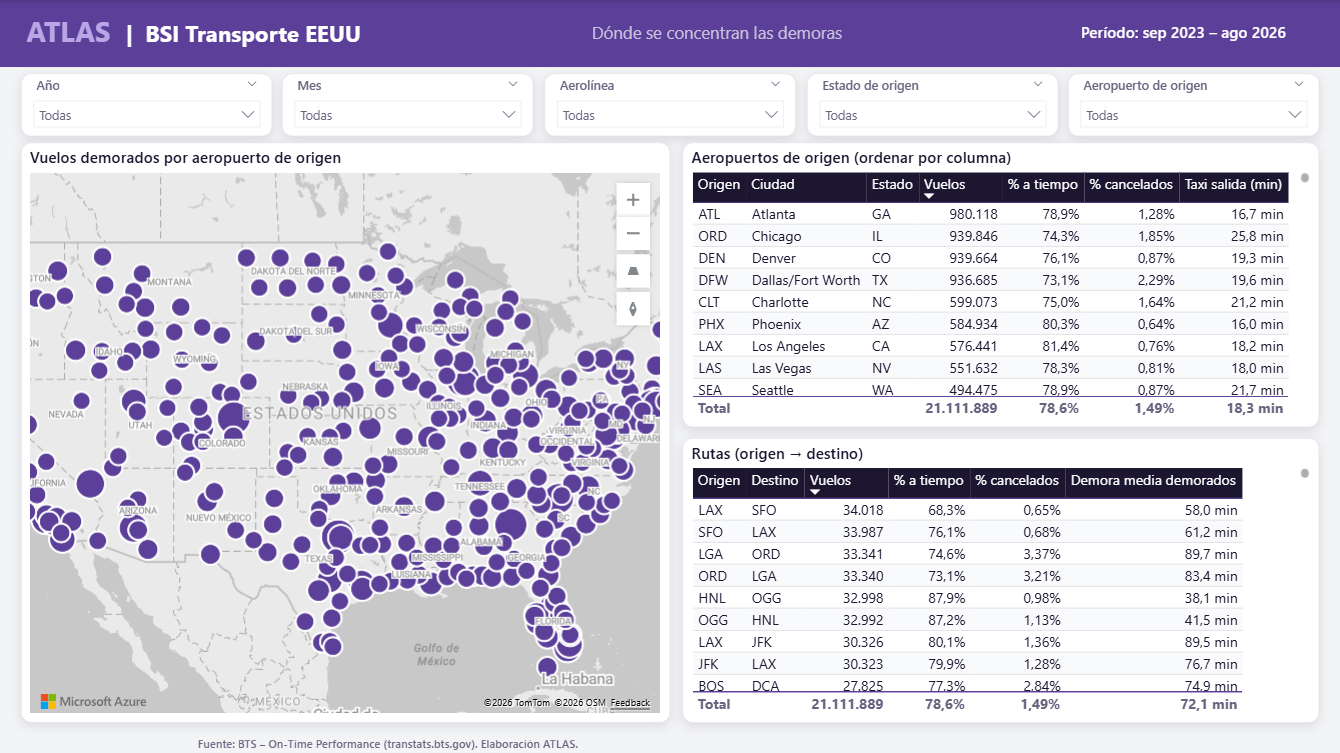 ATLAS | BSI Transporte EEUU
Dónde se concentran las demoras
Período: sep 2023 – ago 2026
Año
Todas
Mes
Todas
Aerolínea
Todas
Estado de origen
Todas
Aeropuerto de origen
Todas
Vuelos demorados por aeropuerto de origen
MONTANA
DAKOTA DEL NORTE
MINNESOTA
DAKOTA DEL SUR
WISCONSIN
IDAHO
WYOMING
MICHIGAN
IOWA
NY
NEBRASKA
NEVADA
ESTADOS UNIDOS
ILLINOIS
OHIO
PA
UTAH
INDIANA
MD
NJ
COLORADO
KANSAS
VIRGINIA OCCIDENTAL
DELAWARE
MISSOURI
KENTUCKY
VIRGINIA
OKLAHOMA
TENNESSEE
NC
ARIZONA
NUEVO MÉXICO
ARKANSAS
SC
ALABAMA
TEXAS
MISSISSIPPI
GEORGIA
LUISIANA
FLORIDA
Golfo de
México
La Habana
MÉXICO
Ciudad de
CUBA
Microsoft Azure
©2026 TomTom ©2026 OSM Feedback
Aeropuertos de origen (ordenar por columna)
Origen Ciudad Estado Vuelos % a tiempo % cancelados Taxi salida (min)
ATL Atlanta GA 980.118 78,9% 1,28% 16,7 min
ORD Chicago IL 939.846 74,3% 1,85% 25,8 min
DEN Denver CO 939.664 76,1% 0,87% 19,3 min
DFW Dallas/Fort Worth TX 936.685 73,1% 2,29% 19,6 min
CLT Charlotte NC 599.073 75,0% 1,64% 21,2 min
PHX Phoenix AZ 584.934 80,3% 0,64% 16,0 min
LAX Los Angeles CA 576.441 81,4% 0,76% 18,2 min
LAS Las Vegas NV 551.632 78,3% 0,81% 18,0 min
SEA Seattle WA 494.475 78,9% 0,87% 21,7 min
Total 21.111.889 78,6% 1,49% 18,3 min
Rutas (origen → destino)
Origen Destino Vuelos % a tiempo % cancelados Demora media demorados
LAX SFO 34.018 68,3% 0,65% 58,0 min
SFO LAX 33.987 76,1% 0,68% 61,2 min
LGA ORD 33.341 74,6% 3,37% 89,7 min
ORD LGA 33.340 73,1% 3,21% 83,4 min
HNL OGG 32.998 87,9% 0,98% 38,1 min
OGG HNL 32.992 87,2% 1,13% 41,5 min
LAX JFK 30.326 80,1% 1,36% 89,5 min
JFK LAX 30.323 79,9% 1,28% 76,7 min
BOS DCA 27.825 77,3% 2,84% 74,9 min
Total 21.111.889 78,6% 1,49% 72,1 min
Fuente: BTS – On-Time Performance (transtats.bts.gov). Elaboración ATLAS.